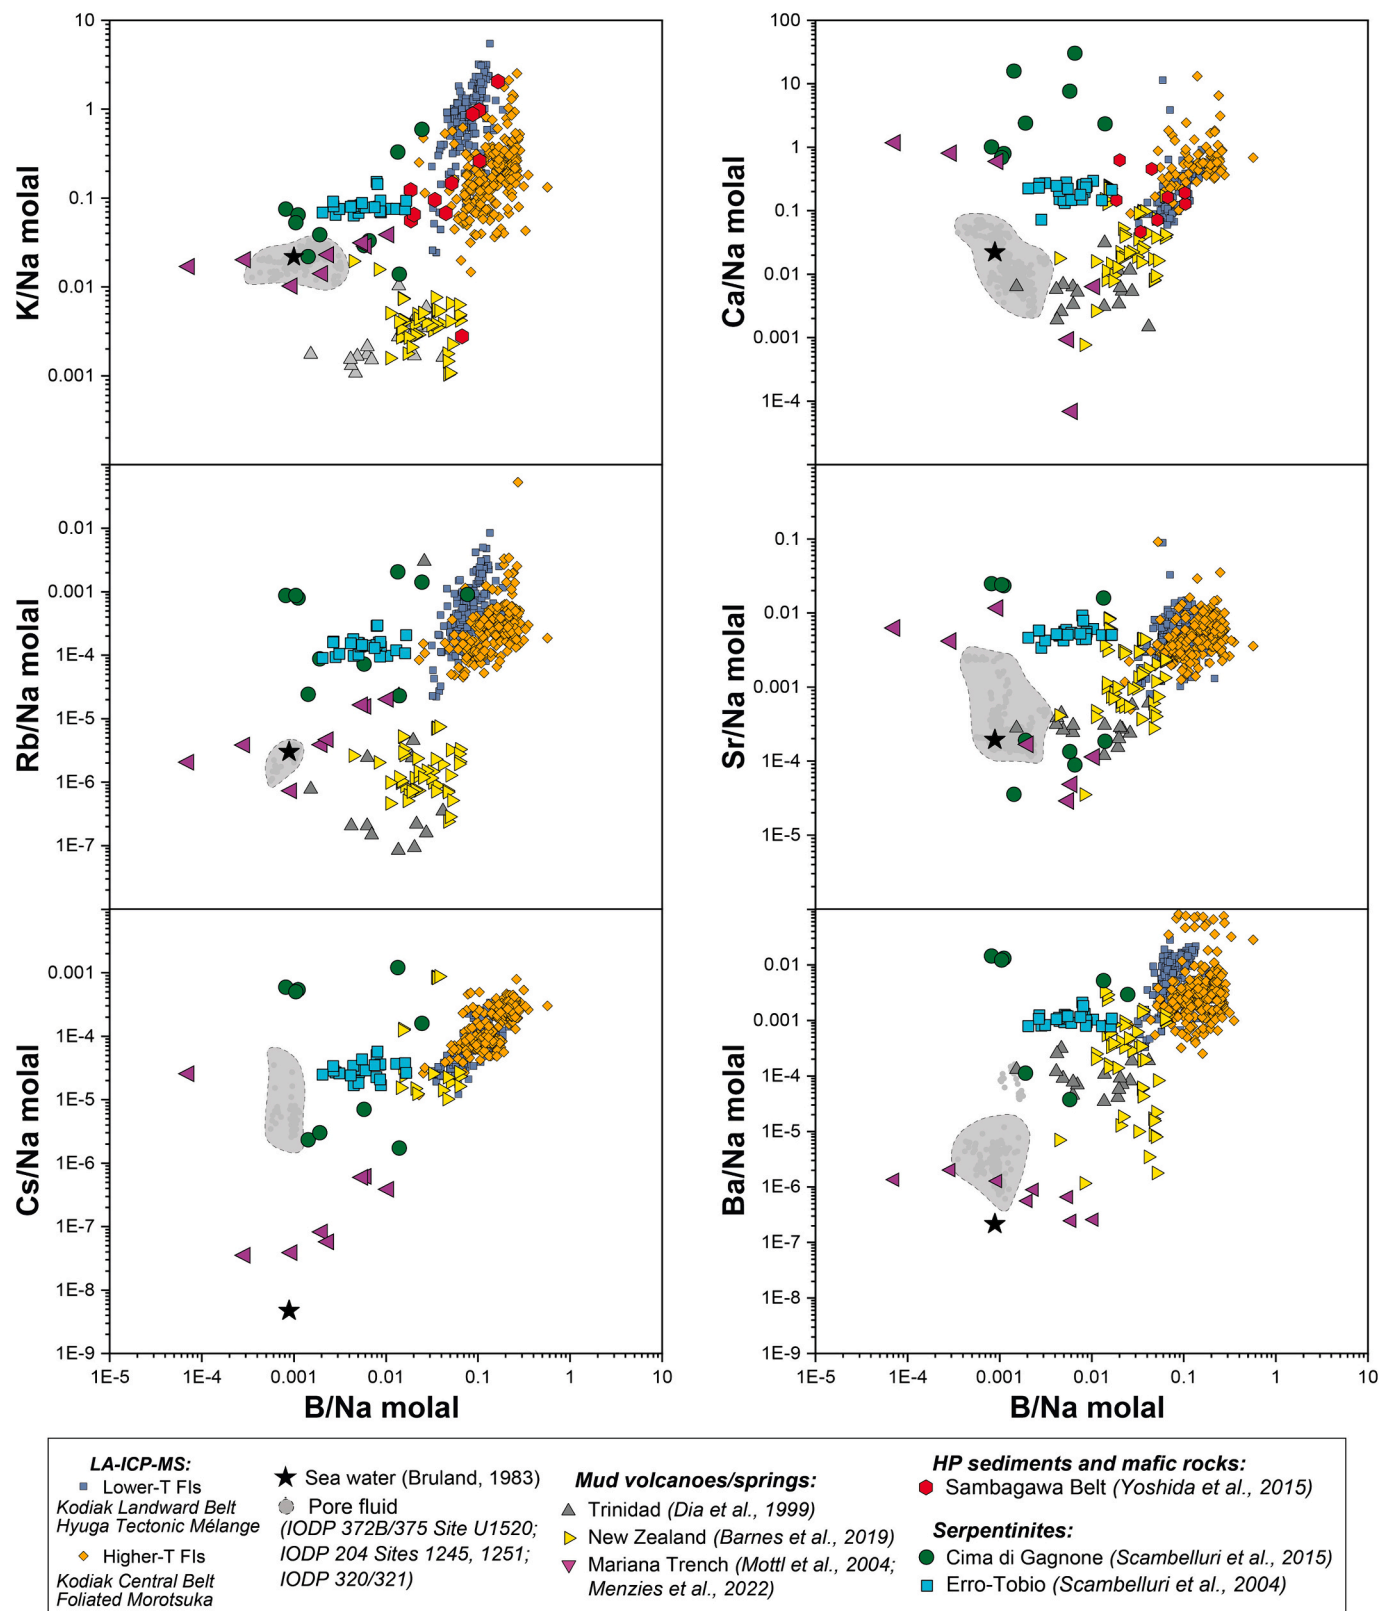 10
1
0.1
0.01
0.001
K/Na molal
100
10
1
0.1
0.01
0.001
1E-4
Ca/Na molal
0.01
0.001
1E-4
1E-5
1E-6
1E-7
Rb/Na molal
0.1
0.01
0.001
1E-4
1E-5
Sr/Na molal
0.001
1E-4
1E-5
1E-6
1E-7
1E-8
1E-9
Cs/Na molal
1E-5 1E-4 0.001 0.01 0.1 1 10
B/Na molal
0.01
0.001
1E-4
1E-5
1E-6
1E-7
1E-8
1E-9
Ba/Na molal
1E-5 1E-4 0.001 0.01 0.1 1 10
B/Na molal
LA-ICP-MS:
Lower-T FIs
Kodiak Landward Belt
Hyuga Tectonic Mélange
Higher-T FIs
Kodiak Central Belt
Foliated Morotsuka
Sea water (Bruland, 1983)
Pore fluid
(IODP 372B/375 Site U1520;
IODP 204 Sites 1245, 1251;
IODP 320/321)
Mud volcanoes/springs:
Trinidad (Dia et al., 1999)
New Zealand (Barnes et al., 2019)
Mariana Trench (Mottl et al., 2004;
Menzies et al., 2022)
HP sediments and mafic rocks:
Sambagawa Belt (Yoshida et al., 2015)
Serpentinites:
Cima di Gagnone (Scambelluri et al., 2015)
Erro-Tobio (Scambelluri et al., 2004)